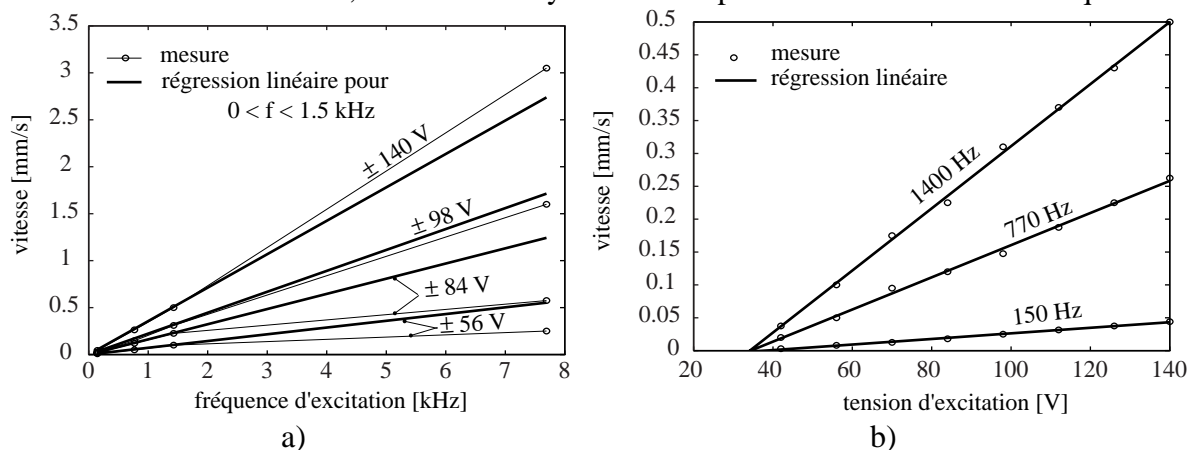 3.5
3
2.5
2
1.5
1
0.5
0
vitesse [mm/s]
mesure
régression linéaire pour
0 < f < 1.5 kHz
± 140 V
± 98 V
± 84 V
± 56 V
0 1 2 3 4 5 6 7 8
fréquence d'excitation [kHz]
a)
0.5
0.45
0.4
0.35
0.3
0.25
0.2
0.15
0.1
0.05
0
vitesse [mm/s]
mesure
régression linéaire
1400 Hz
770 Hz
150 Hz
20 40 60 80 100 120 140
tension d'excitation [V]
b)